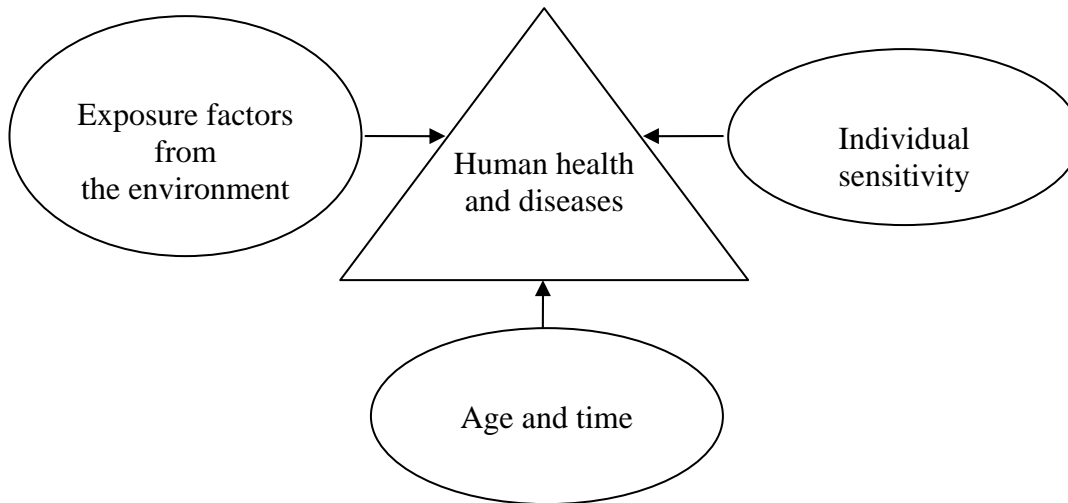 Exposure factors
from
the environment
Human health
and diseases
Individual
sensitivity
Age and time